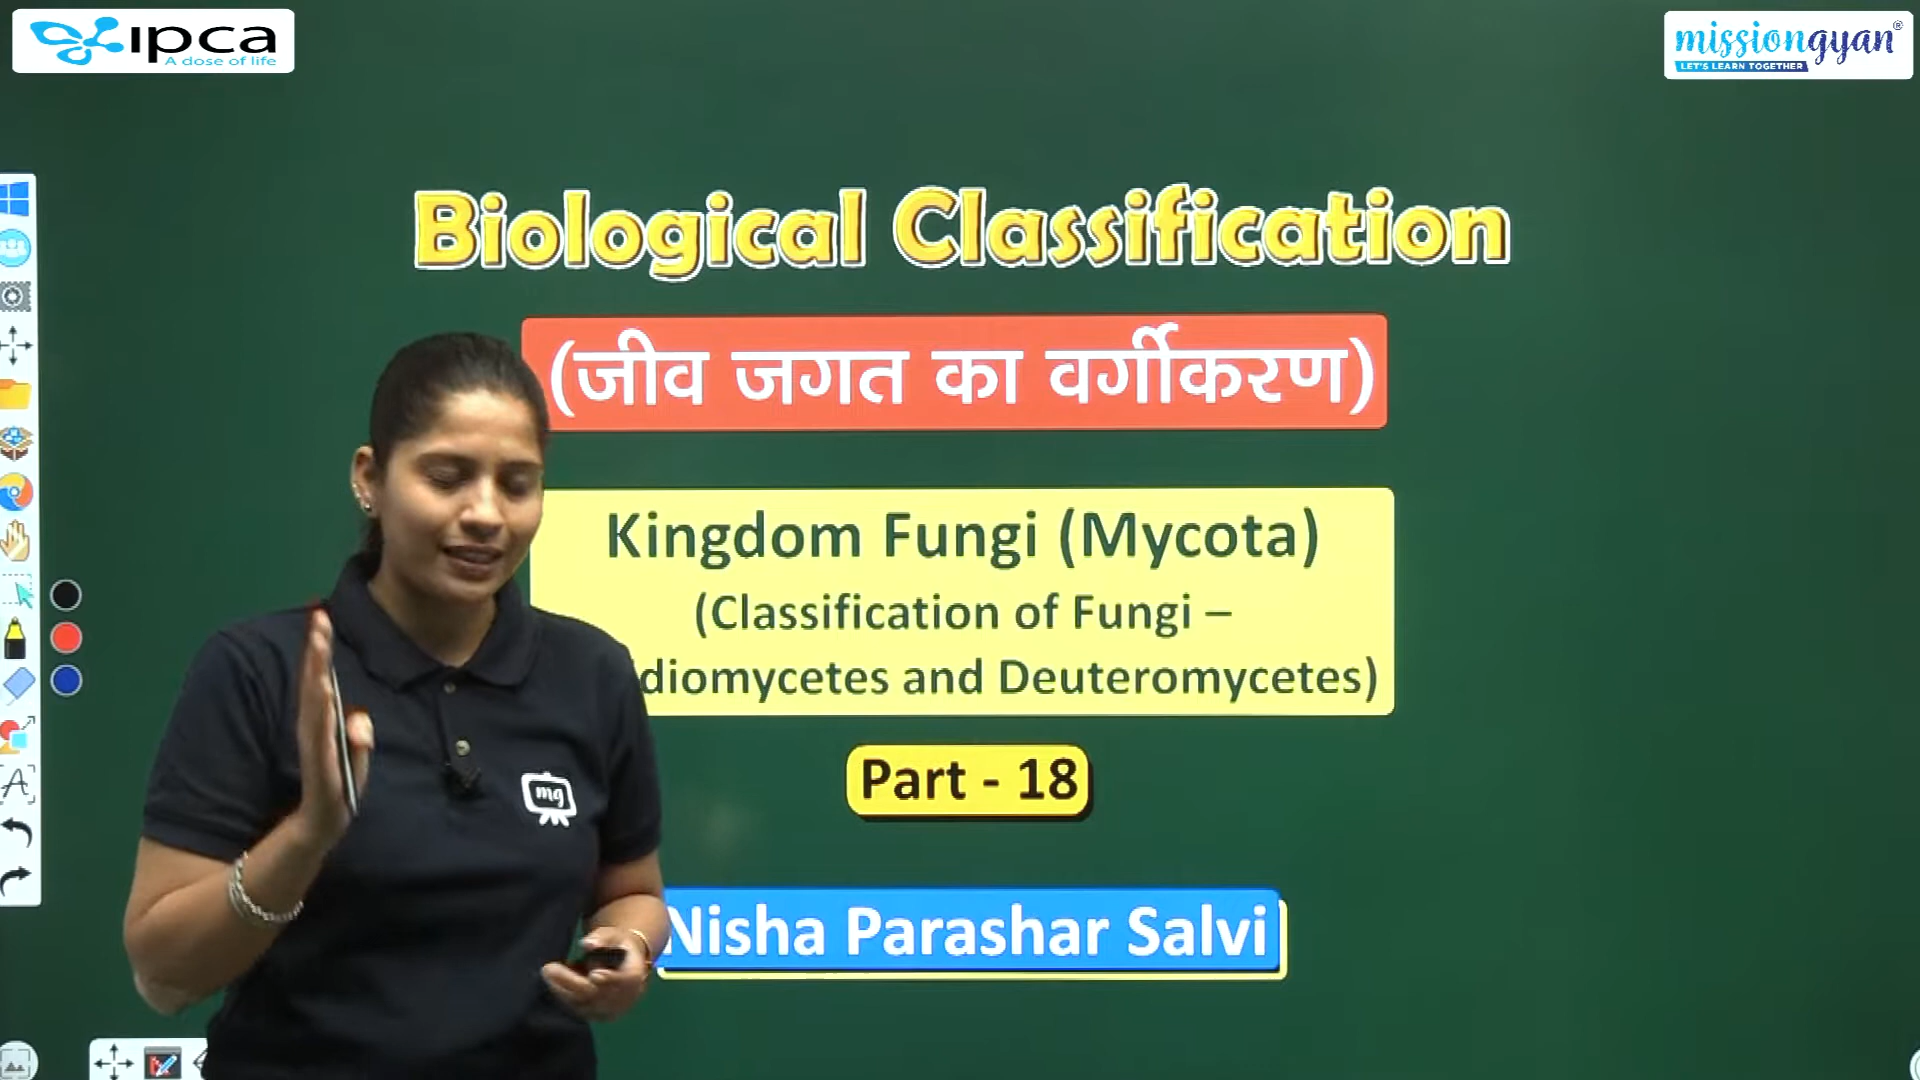 ipca
A dose of life
missiongyan®
LET'S LEARN TOGETHER
Biological Classification
(जीव जगत का वर्गीकरण)
Kingdom Fungi (Mycota)
(Classification of Fungi –
diomycetes and Deuteromycetes)
Part - 18
mg
Nisha Parashar Salvi
A